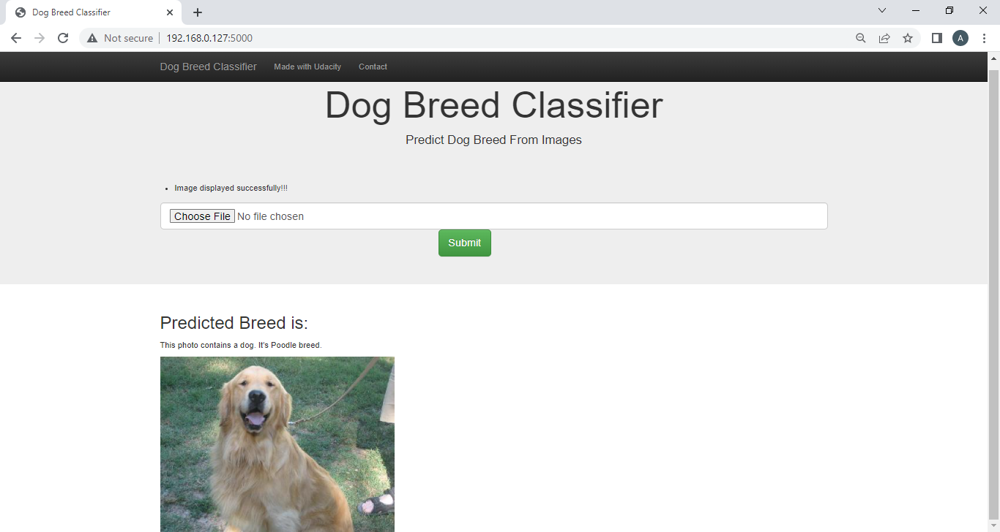 Dog Breed Classifier
Not secure
192.168.0.127:5000
A
Dog Breed Classifier Made with Udacity Contact
Dog Breed Classifier
Predict Dog Breed From Images
• Image displayed successfully!!!
Choose File No file chosen
Submit
Predicted Breed is:
This photo contains a dog. It's Poodle breed.